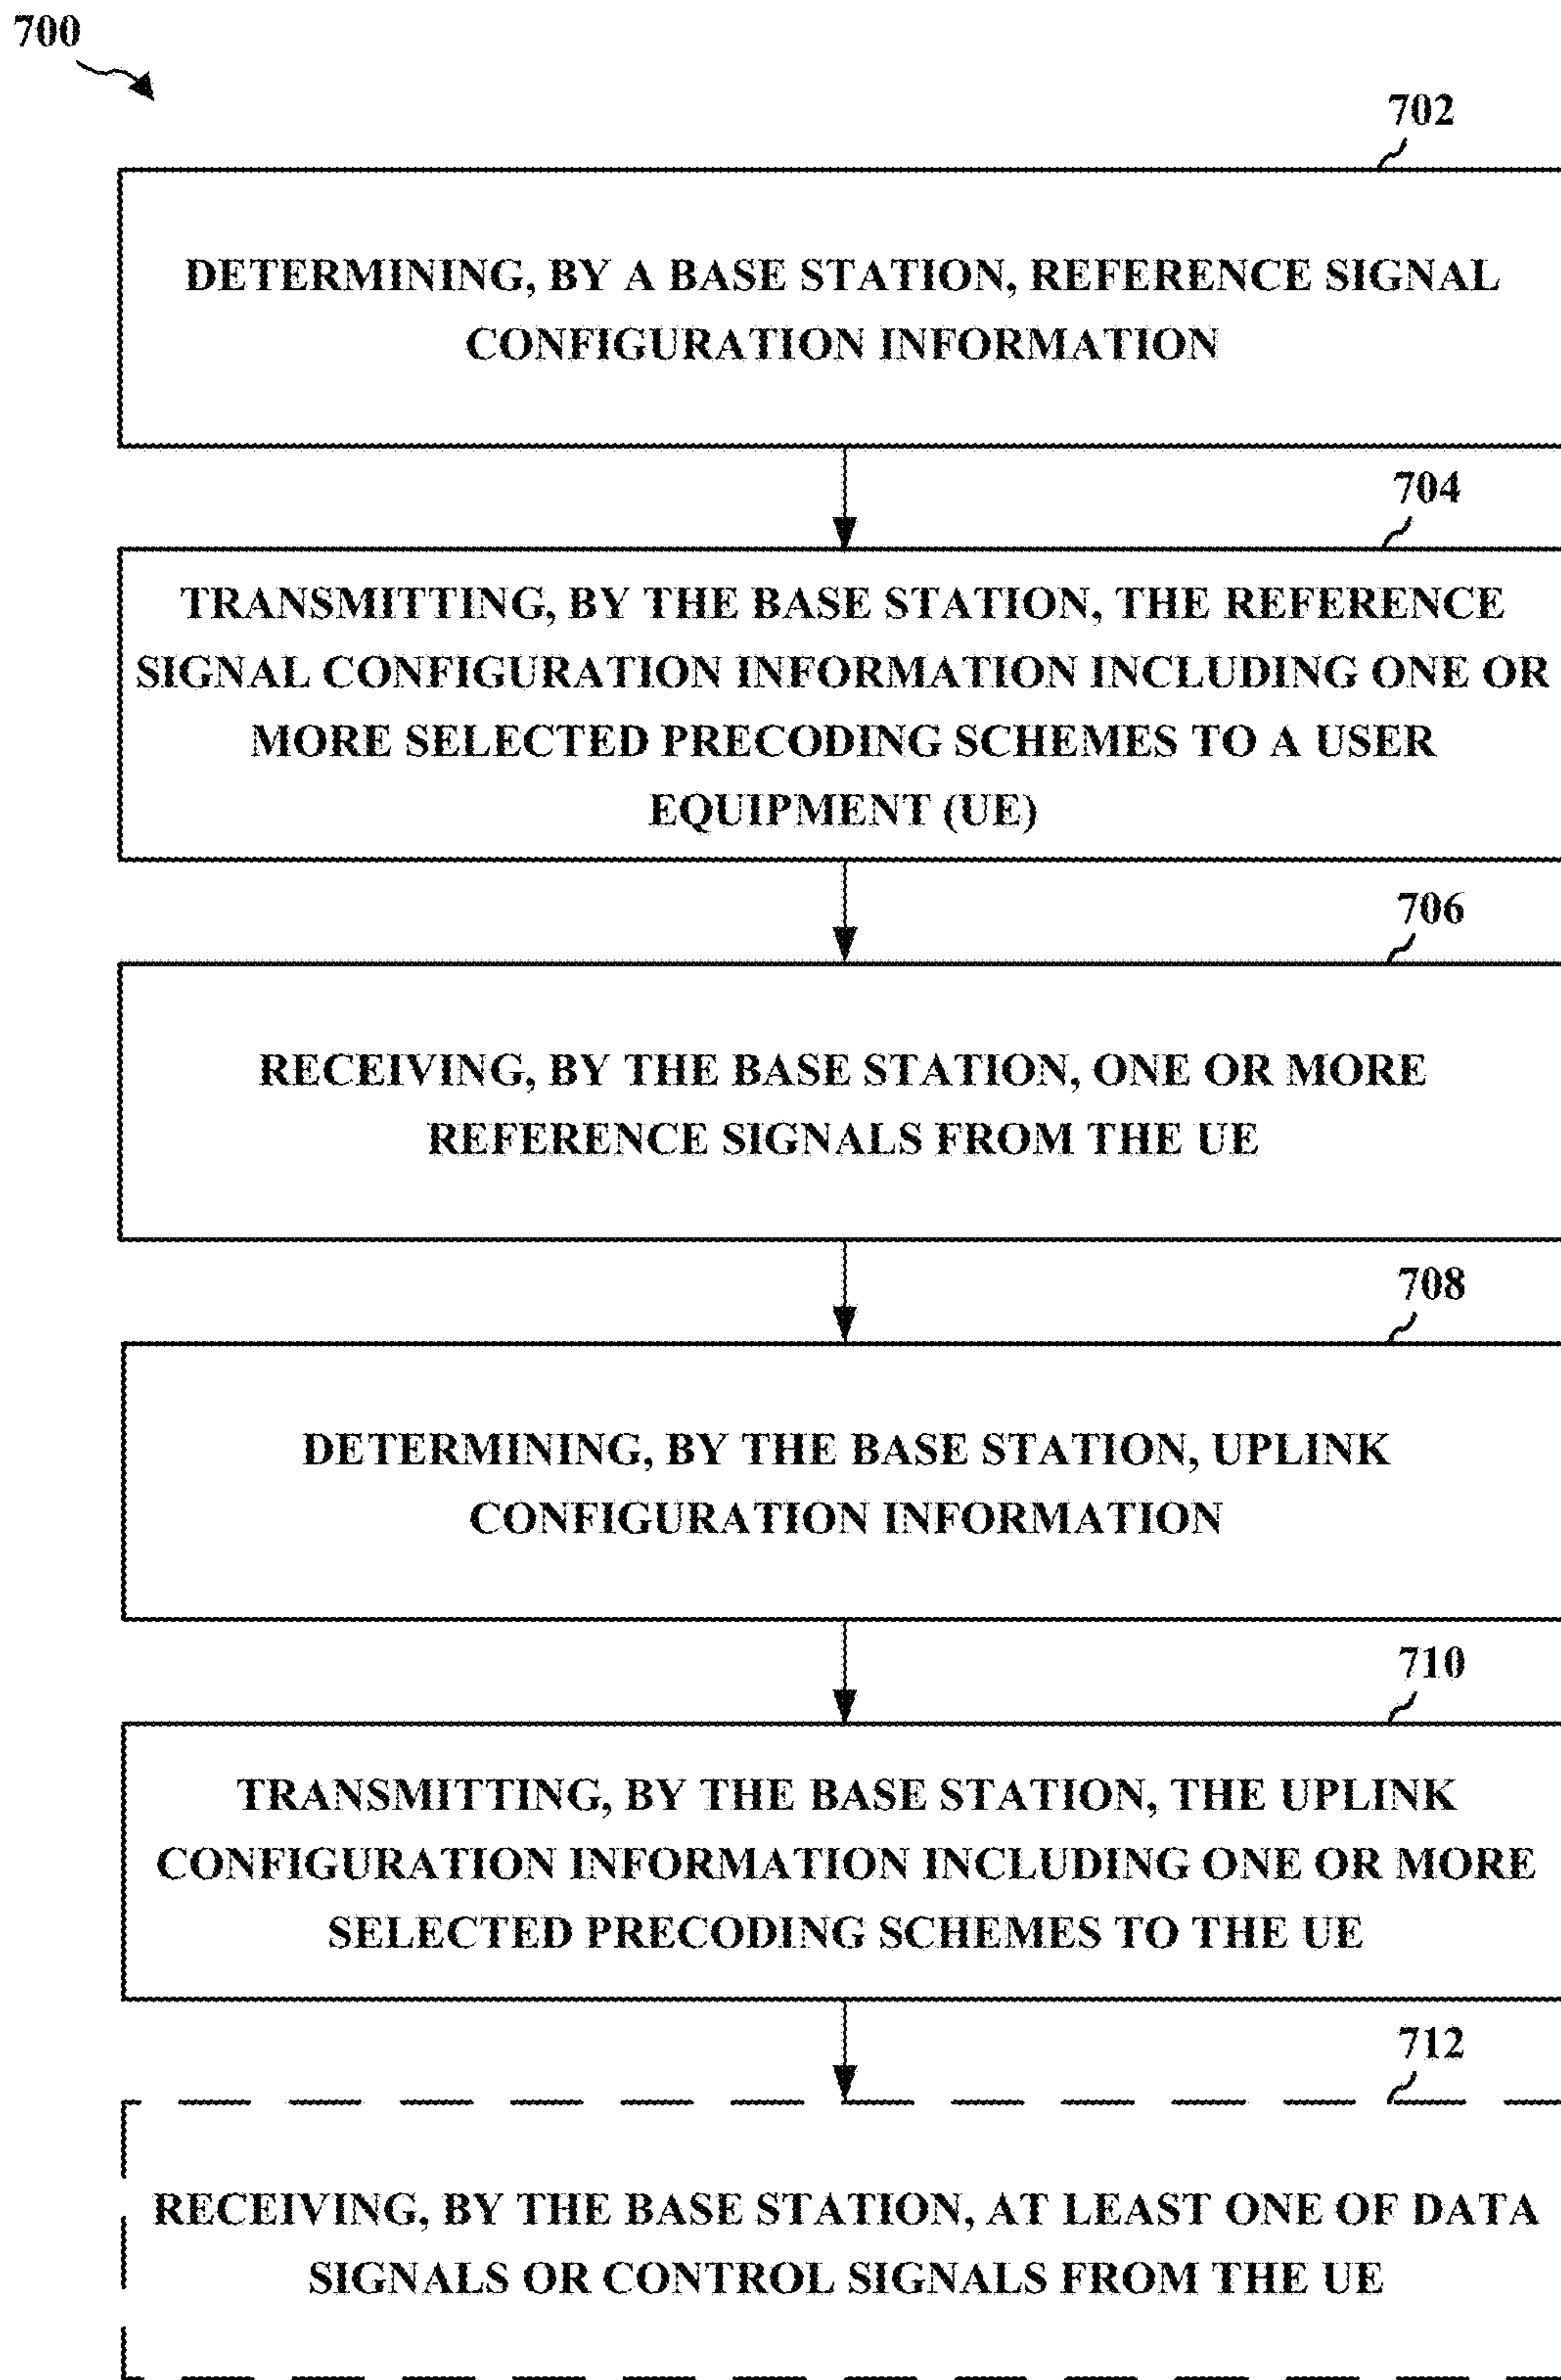 700
702
DETERMINING, BY A BASE STATION, REFERENCE SIGNAL
CONFIGURATION INFORMATION
704
TRANSMITTING, BY THE BASE STATION, THE REFERENCE
SIGNAL CONFIGURATION INFORMATION INCLUDING ONE OR
MORE SELECTED PRECODING SCHEMES TO A USER
EQUIPMENT (UE)
706
RECEIVING, BY THE BASE STATION, ONE OR MORE
REFERENCE SIGNALS FROM THE UE
708
DETERMINING, BY THE BASE STATION, UPLINK
CONFIGURATION INFORMATION
710
TRANSMITTING, BY THE BASE STATION, THE UPLINK
CONFIGURATION INFORMATION INCLUDING ONE OR MORE
SELECTED PRECODING SCHEMES TO THE UE
712
RECEIVING, BY THE BASE STATION, AT LEAST ONE OF DATA
SIGNALS OR CONTROL SIGNALS FROM THE UE